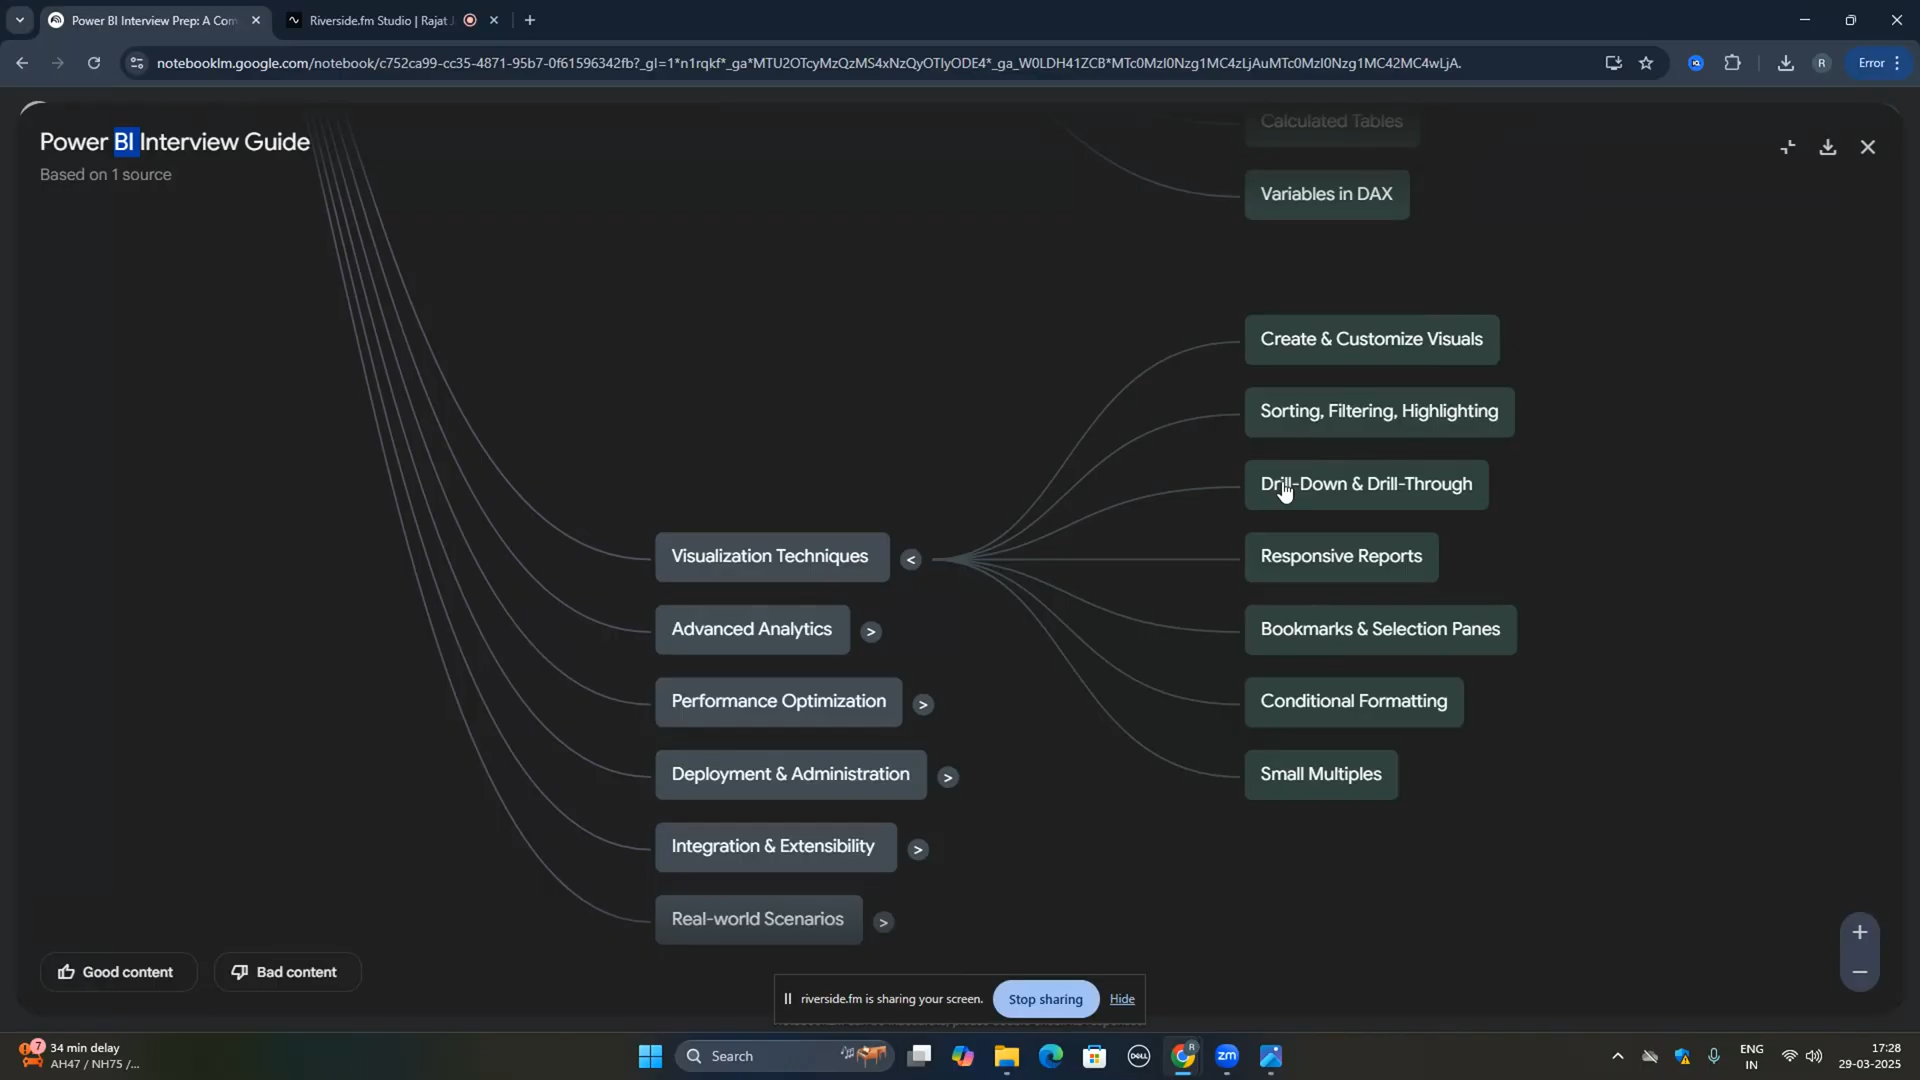 Power BI Interview Prep: A Com
Riverside.fm Studio | Rajat J
notebooklm.google.com/notebook/c752ca99-cc35-4871-95b7-0f61596342fb?_gl=1*n1rqkf*_ga*MTU2OTcyMzQzMS4xNzQyOTIyODE4*_ga_W0LDH41ZCB*MTc0MzI0Nzg1MC4zLjAuMTc0MzI0Nzg1MC42MC4wLjA.
R
Error
Power BI Interview Guide
Based on 1 source
Calculated Tables
Variables in DAX
Create & Customize Visuals
Sorting, Filtering, Highlighting
Drill-Down & Drill-Through
Visualization Techniques <
Responsive Reports
Advanced Analytics >
Bookmarks & Selection Panes
Performance Optimization >
Conditional Formatting
Deployment & Administration >
Small Multiples
Integration & Extensibility >
Real-world Scenarios >
+
−
Good content
Bad content
riverside.fm is sharing your screen.
Stop sharing
Hide
7
34 min delay
AH47 / NH75 /...
Search
DELL
R
zm
ENG
IN
17:28
29-03-2025